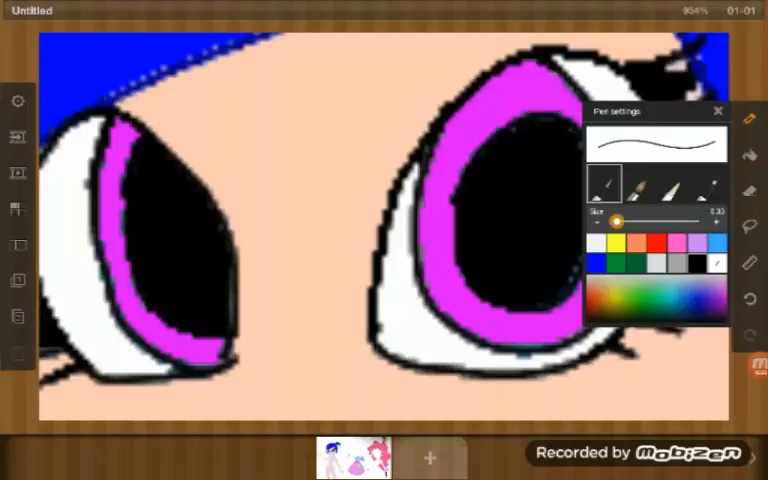 Untitled
954% 01-01
Pen settings
Size
Recorded by Mobizen